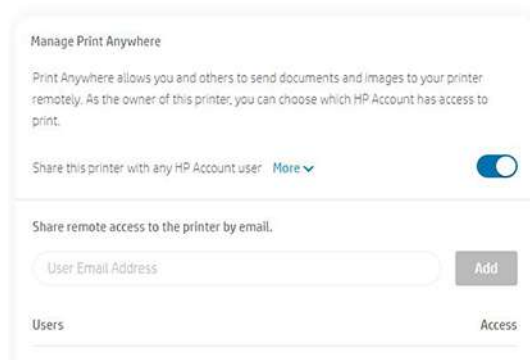 Manage Print Anywhere
Print Anywhere allows you and others to send documents and images to your printer
remotely. As the owner of this printer, you can choose which HP Account has access to
print.
Share this printer with any HP Account user More
Share remote access to the printer by email.
User Email Address Add
Users Access